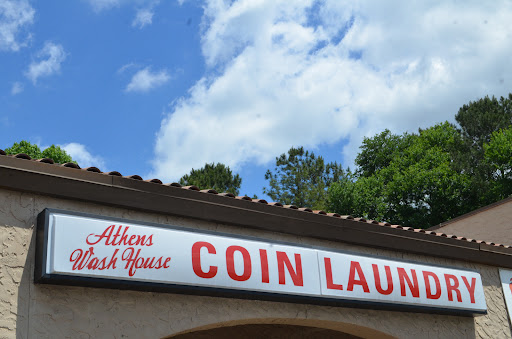 Athens
Wash House
COIN LAUNDRY